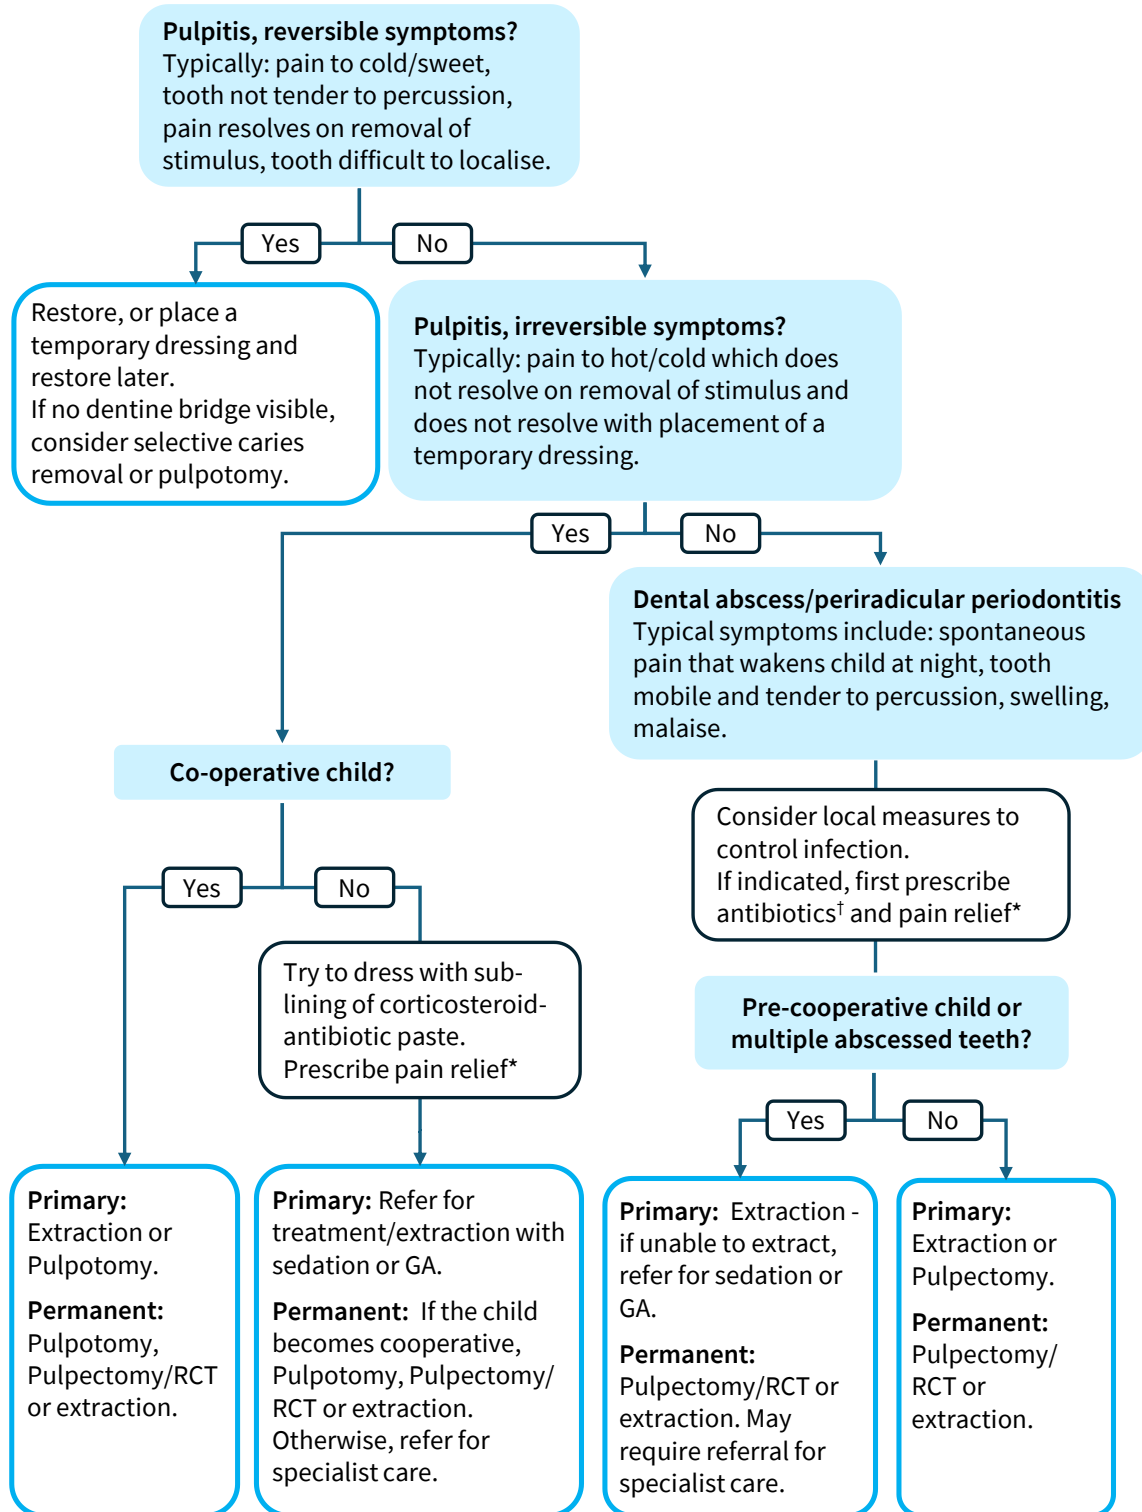 Pulpitis, reversible symptoms?
Typically: pain to cold/sweet,
tooth not tender to percussion,
pain resolves on removal of
stimulus, tooth difficult to localise.
Yes
No
Restore, or place a
temporary dressing and
restore later.
If no dentine bridge visible,
consider selective caries
removal or pulpotomy.
Pulpitis, irreversible symptoms?
Typically: pain to hot/cold which does
not resolve on removal of stimulus and
does not resolve with placement of a
temporary dressing.
Yes
No
Dental abscess/periradicular periodontitis
Typical symptoms include: spontaneous
pain that wakens child at night, tooth
mobile and tender to percussion, swelling,
malaise.
Co-operative child?
Consider local measures to
control infection.
If indicated, first prescribe
antibiotics† and pain relief*
Yes
No
Try to dress with sub-
lining of corticosteroid-
antibiotic paste.
Prescribe pain relief*
Pre-cooperative child or
multiple abscessed teeth?
Yes
No
Primary:
Extraction or
Pulpotomy.
Permanent:
Pulpotomy,
Pulpectomy/RCT
or extraction.
Primary: Refer for
treatment/extraction with
sedation or GA.
Permanent: If the child
becomes cooperative,
Pulpotomy, Pulpectomy/
RCT or extraction.
Otherwise, refer for
specialist care.
Primary: Extraction -
if unable to extract,
refer for sedation or
GA.
Permanent:
Pulpectomy/RCT or
extraction. May
require referral for
specialist care.
Primary:
Extraction or
Pulpectomy.
Permanent:
Pulpectomy/
RCT or
extraction.